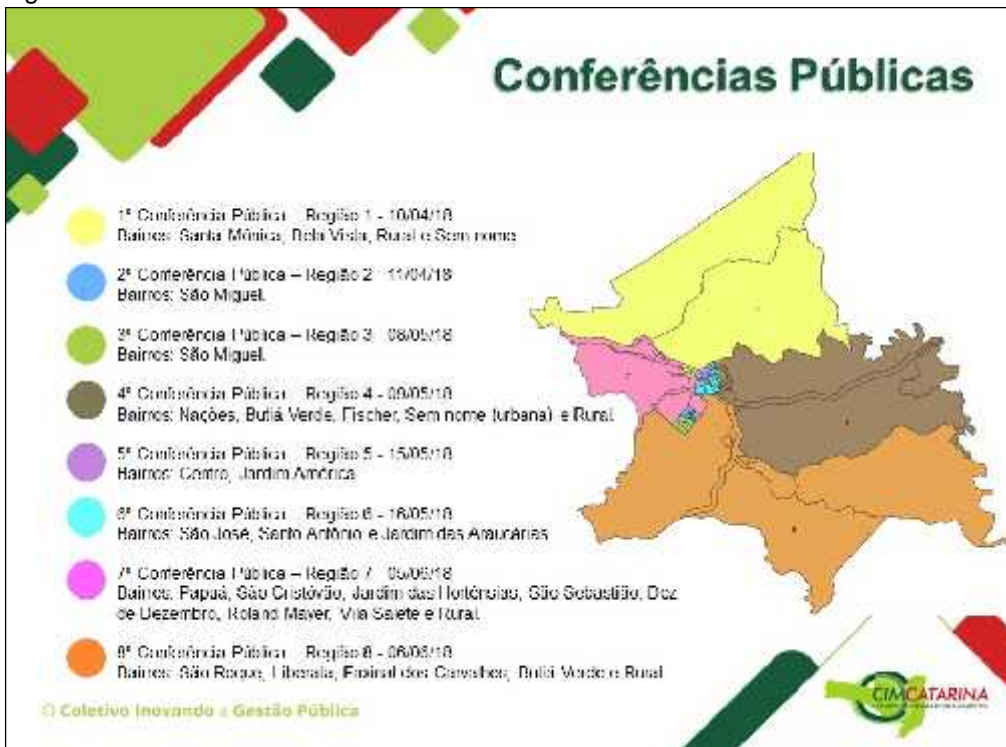 Conferências Públicas
1ª Conferência Pública – Região 1 - 10/04/18
Bairros: Santa Mônica, Bela Vista, Rural e Sem nome
2ª Conferência Pública – Região 2 - 11/04/18
Bairros: São Miguel.
3ª Conferência Pública – Região 3 - 08/05/18
Bairros: São Miguel.
4ª Conferência Pública – Região 4 - 09/05/18
Bairros: Nações, Butiá Verde, Fischer, Sem nome (urbana) e Rural
5ª Conferência Pública – Região 5 - 15/05/18
Bairros: Centro, Jardim América
6ª Conferência Pública – Região 6 - 16/05/18
Bairros: São José, Santo Antônio e Jardim das Araucárias
7ª Conferência Pública – Região 7 - 05/06/18
Bairros: Papuã, São Cristóvão, Jardim das Hortênsias, São Sebastião, Dez
de Dezembro, Roland Mayer, Vila Salete e Rural
8ª Conferência Pública – Região 8 - 06/06/18
Bairros: São Roque, Liberata, Faxinal dos Carvalhos, Butiá Verde e Rural
O Coletivo Inovando a Gestão Pública
CIMCATARINA